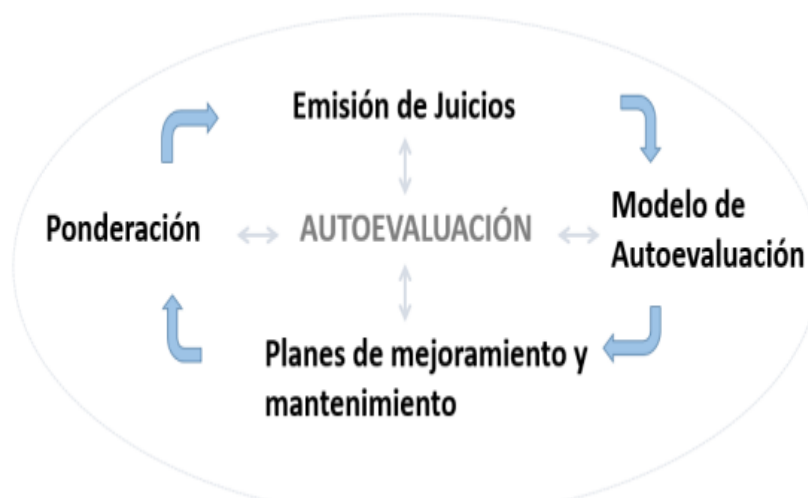 Emisión de Juicios
Ponderación
AUTOEVALUACIÓN
Modelo de
Autoevaluación
Planes de mejoramiento y
mantenimiento